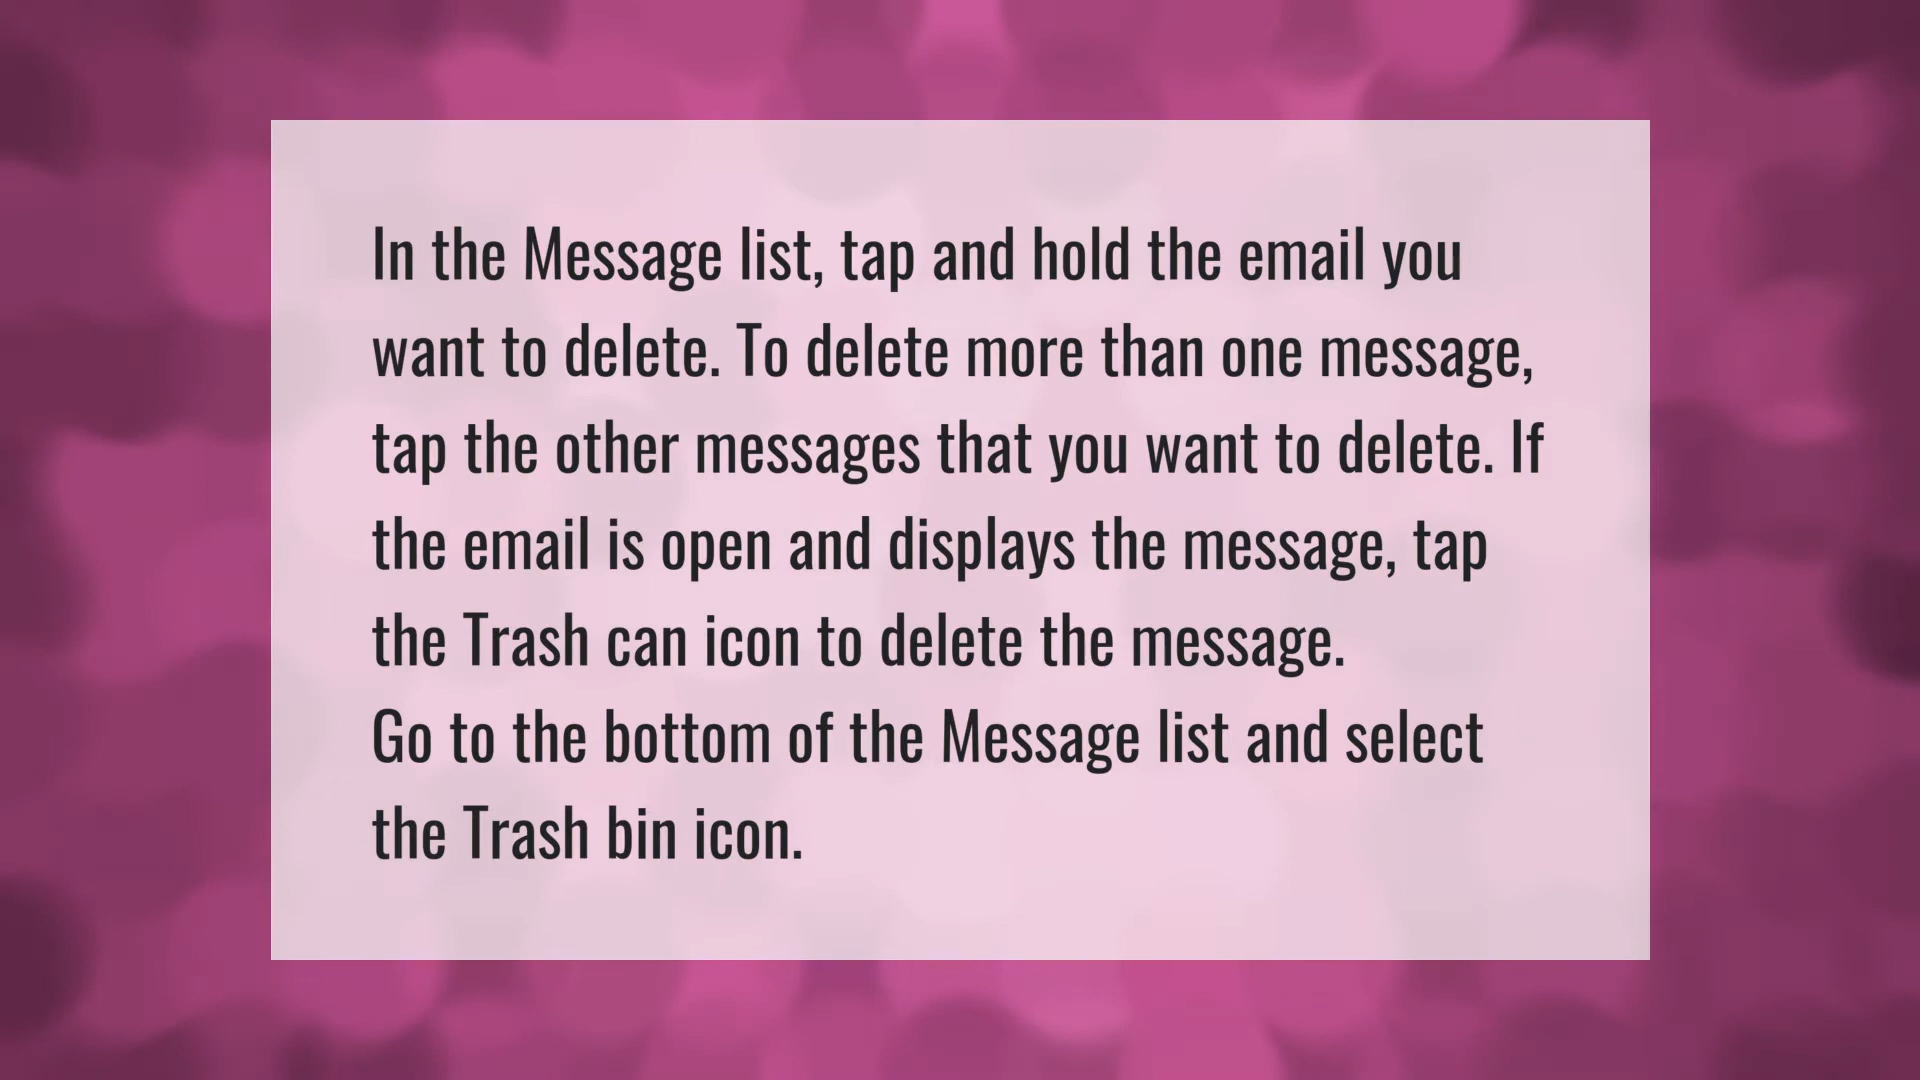 In the Message list, tap and hold the email you
want to delete. To delete more than one message,
tap the other messages that you want to delete. If
the email is open and displays the message, tap
the Trash can icon to delete the message.
Go to the bottom of the Message list and select
the Trash bin icon.